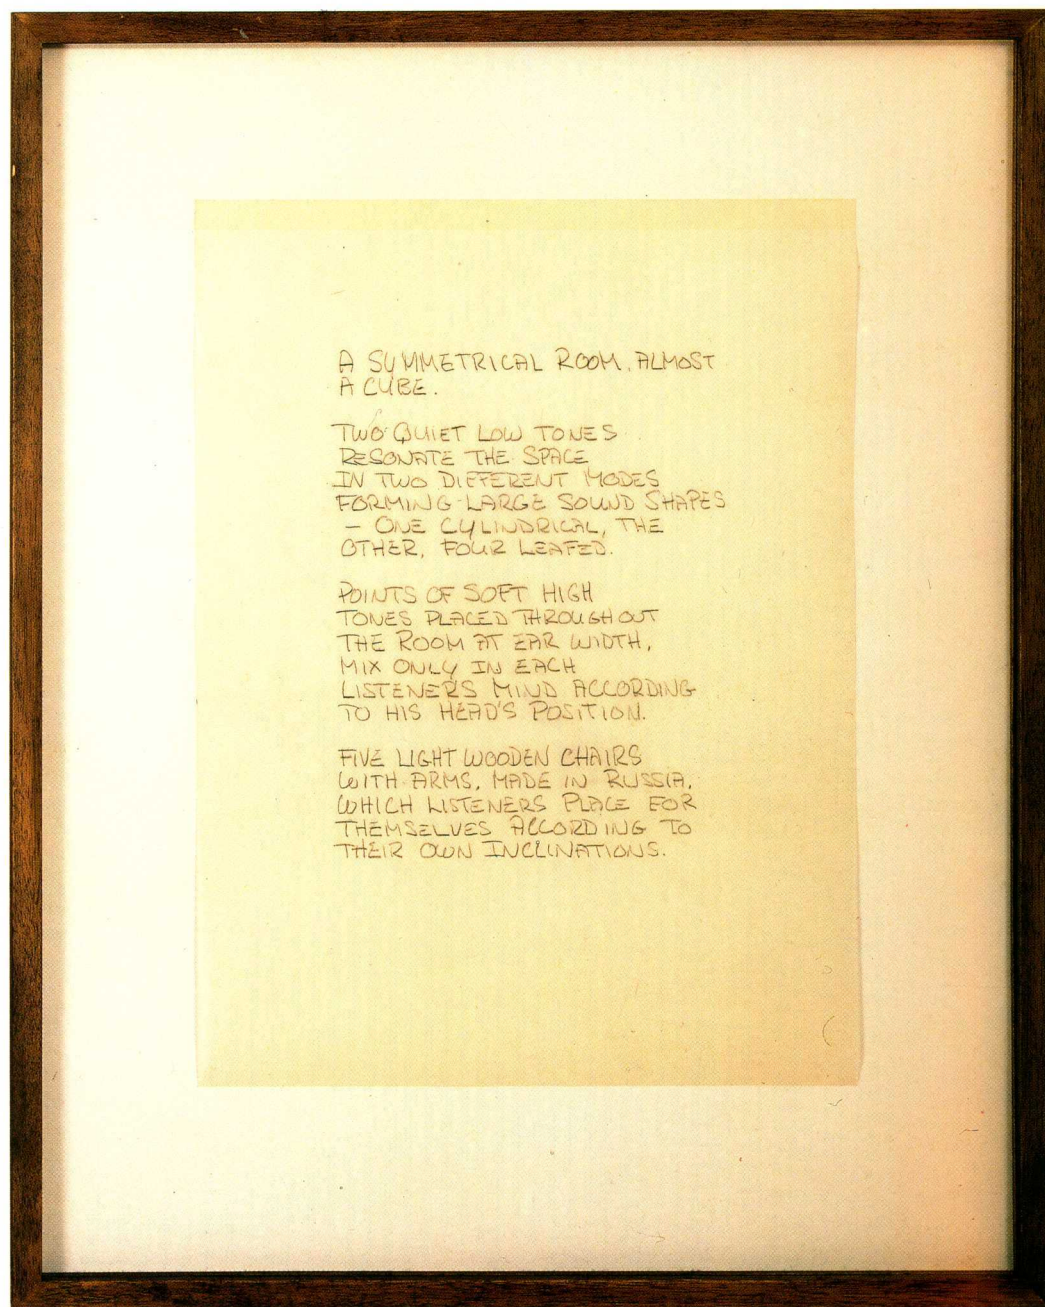 A SYMMETRICAL ROOM, ALMOST
A CUBE.
TWO QUIET LOW TONES
RESONATE THE SPACE
IN TWO DIFFERENT MODES
FORMING LARGE SOUND SHAPES
– ONE CYLINDRICAL, THE
OTHER, FOUR LEAFED.
POINTS OF SOFT HIGH
TONES PLACED THROUGHOUT
THE ROOM AT EAR WIDTH,
MIX ONLY IN EACH
LISTENER'S MIND ACCORDING
TO HIS HEAD'S POSITION.
FIVE LIGHT WOODEN CHAIRS
WITH ARMS, MADE IN RUSSIA,
WHICH LISTENERS PLACE FOR
THEMSELVES ACCORDING TO
THEIR OWN INCLINATIONS.